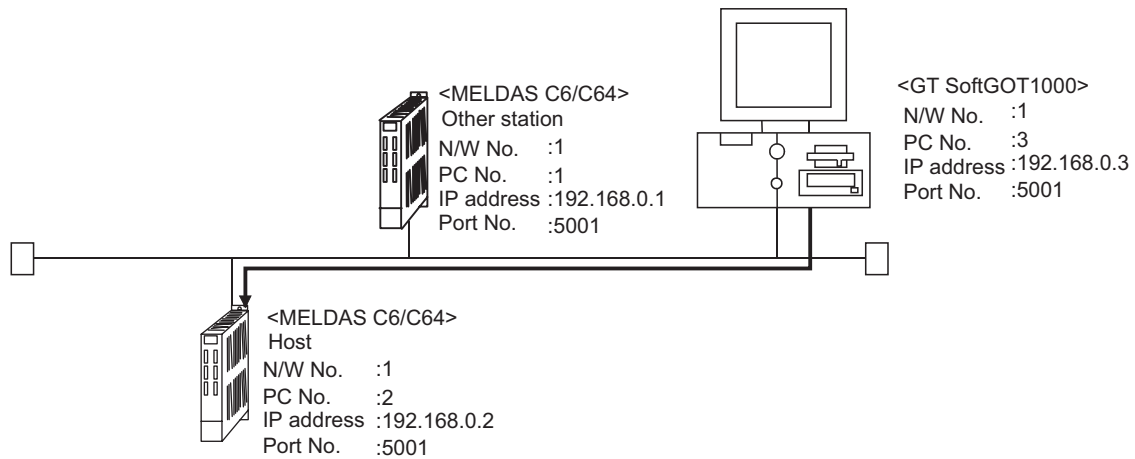 <MELDAS C6/C64>
Other station
N/W No. :1
PC No. :1
IP address :192.168.0.1
Port No. :5001
<GT SoftGOT1000>
N/W No. :1
PC No. :3
IP address :192.168.0.3
Port No. :5001
<MELDAS C6/C64>
Host
N/W No. :1
PC No. :2
IP address :192.168.0.2
Port No. :5001